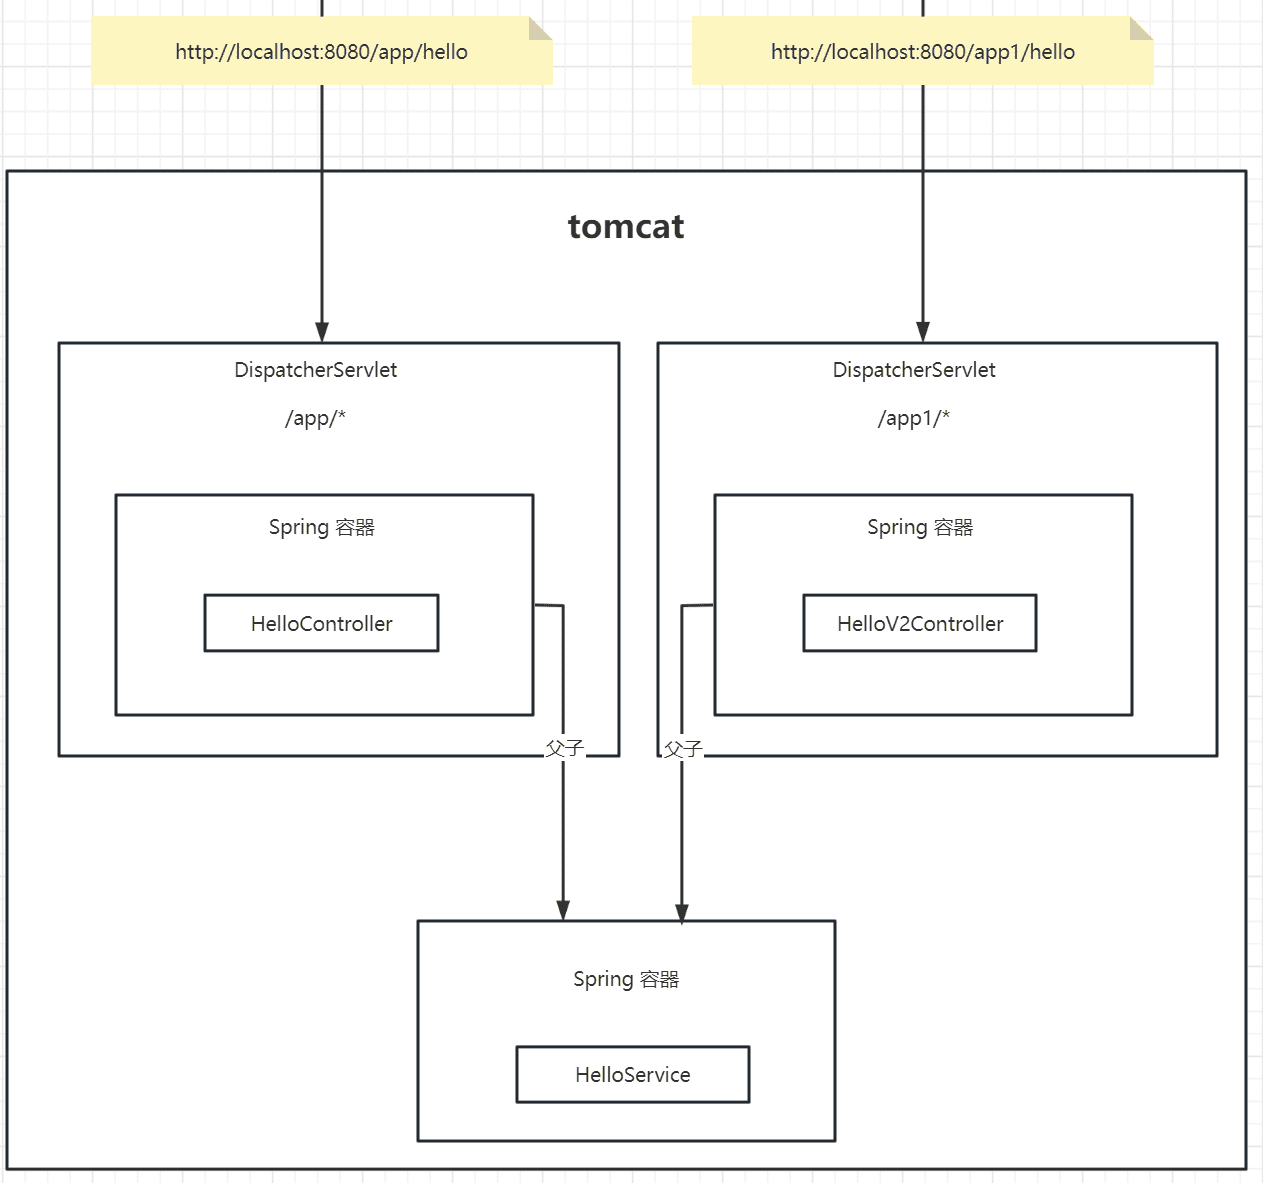 http://localhost:8080/app/hello
http://localhost:8080/app1/hello
tomcat
DispatcherServlet
/app/*
Spring 容器
HelloController
DispatcherServlet
/app1/*
Spring 容器
HelloV2Controller
父子
父子
Spring 容器
HelloService